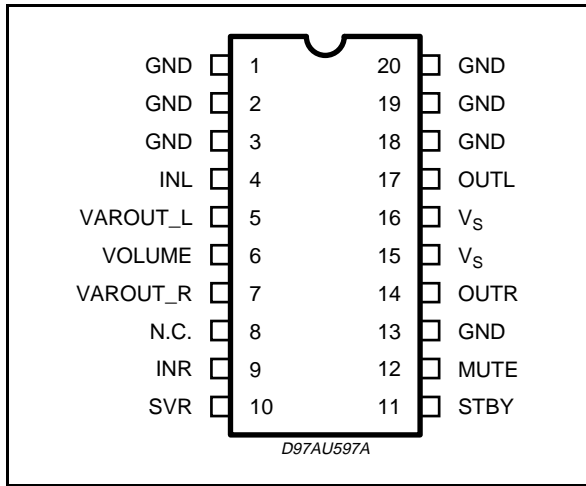 GND 1 20 GND
GND 2 19 GND
GND 3 18 GND
INL 4 17 OUTL
VAROUT_L 5 16 VS
VOLUME 6 15 VS
VAROUT_R 7 14 OUTR
N.C. 8 13 GND
INR 9 12 MUTE
SVR 10 11 STBY
D97AU597A